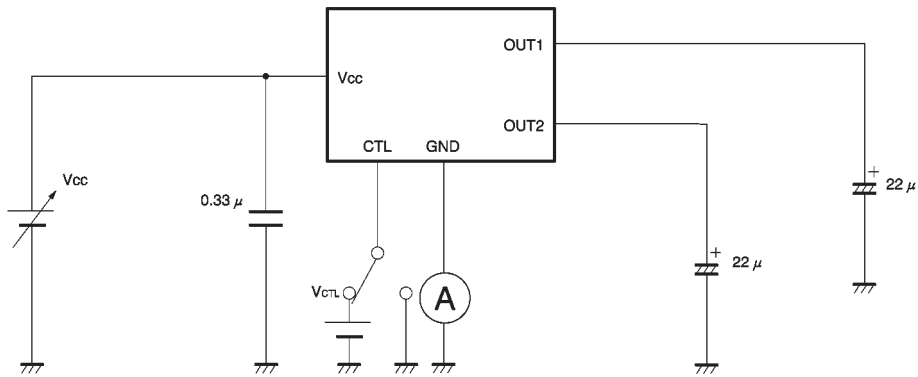 OUT1
Vcc
OUT2
CTL GND
Vcc
0.33 μ
22 μ
22 μ
VCTL
A